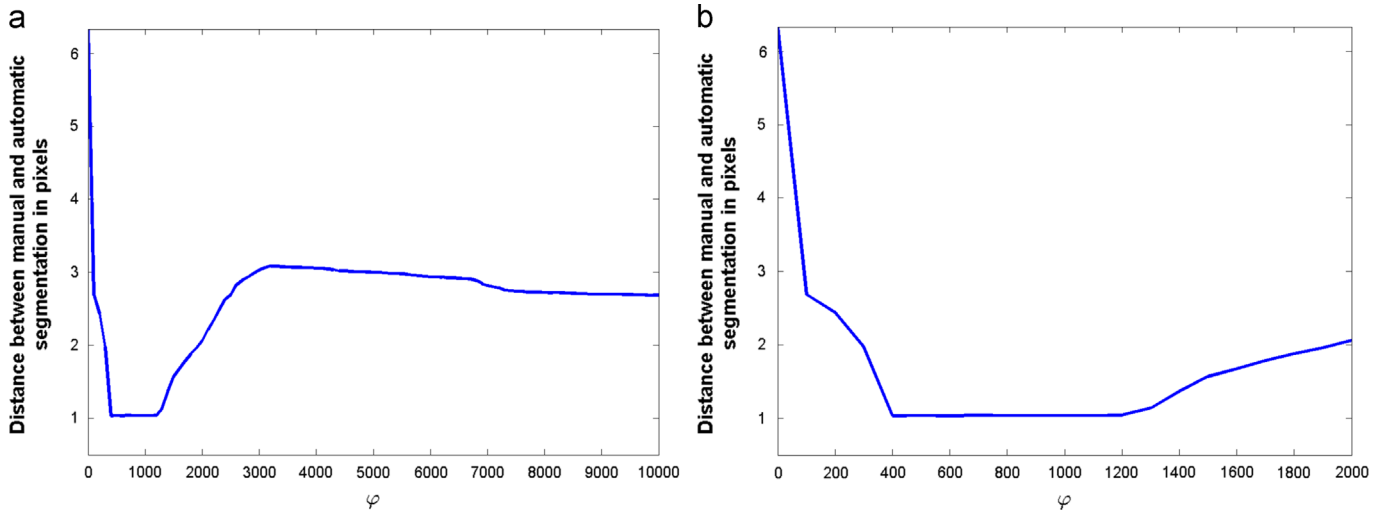 a
Distance between manual and automatic
segmentation in pixels
6
5
4
3
2
1
0 1000 2000 3000 4000 5000 6000 7000 8000 9000 10000
φ
b
Distance between manual and automatic
segmentation in pixels
6
5
4
3
2
1
0 200 400 600 800 1000 1200 1400 1600 1800 2000
φ